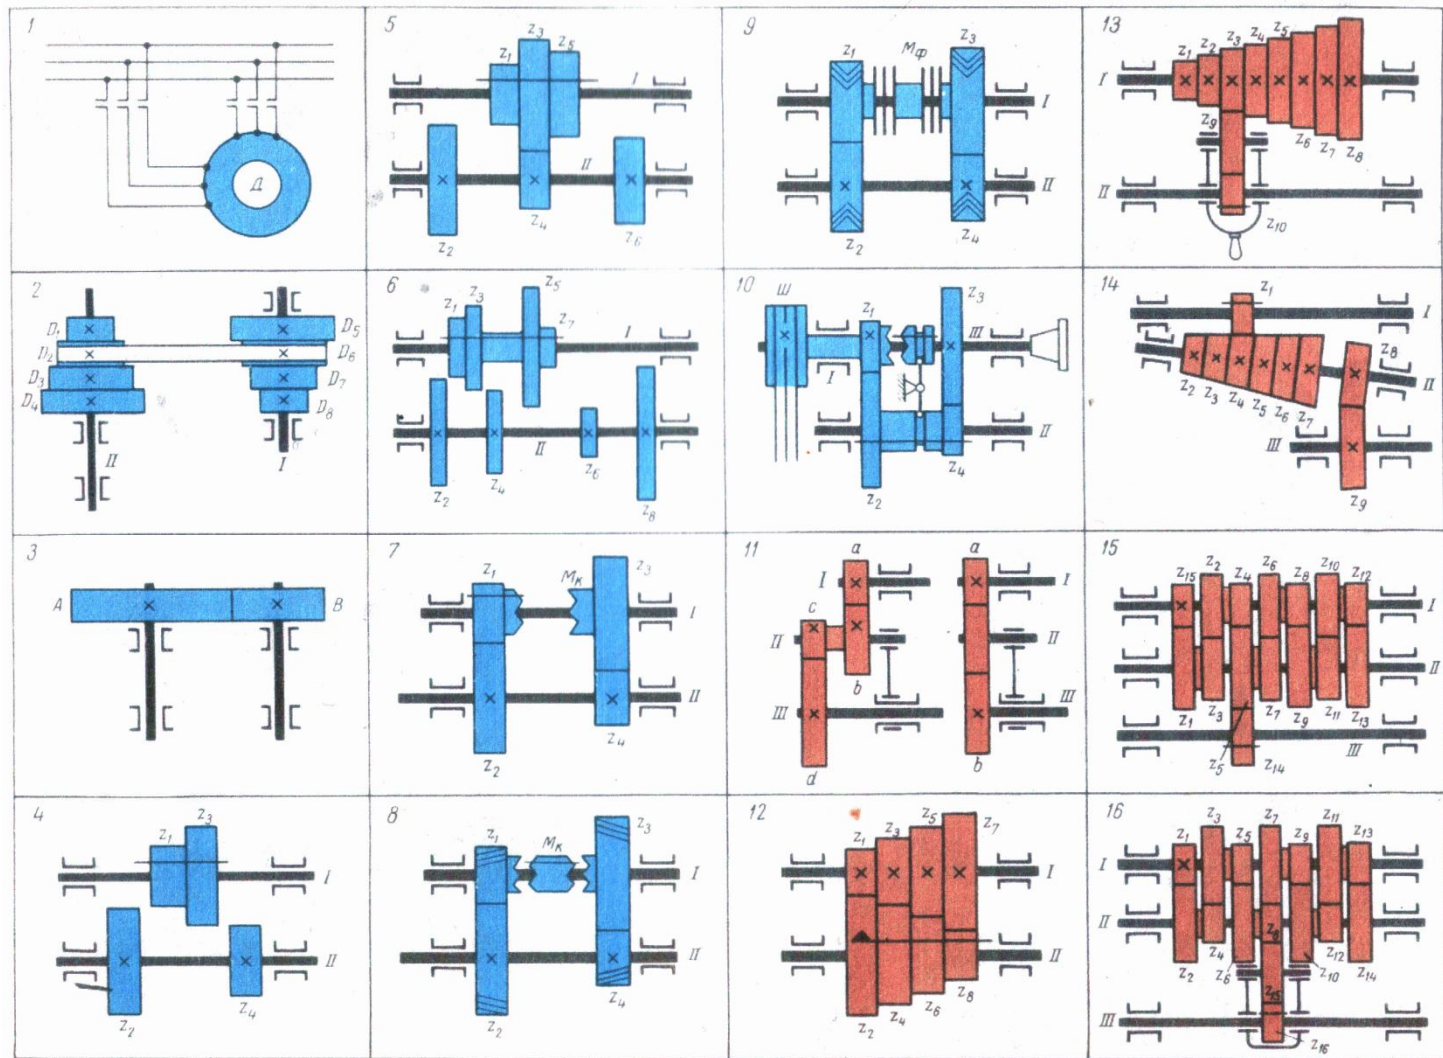 1
Д
2
D₁
D₂
D₃
D₄
D₅
D₆
D₇
D₈
II
I
3
A
B
4
z₁
z₃
I
II
z₂
z₄
5
z₁
z₃
z₅
I
II
z₂
z₄
z₆
6
z₁
z₃
z₅
z₇
I
II
z₂
z₄
z₆
z₈
7
z₁
Mк
z₃
I
II
z₂
z₄
8
z₁
Mк
z₃
I
II
z₂
z₄
9
z₁
Mф
z₃
I
II
z₂
z₄
10
Ш
z₁
z₃
III
I
II
z₂
z₄
11
a
a
I
I
c
II
II
b
III
III
d
b
12
z₁
z₃
z₅
z₇
I
II
z₂
z₄
z₆
z₈
13
z₁
z₂
z₃
z₄
z₅
I
z₆
z₇
z₈
z₉
II
z₁₀
14
z₁
I
z₂
z₃
z₄
z₅
z₆
z₇
z₈
II
III
z₉
15
z₁₅
z₂
z₄
z₆
z₈
z₁₀
z₁₂
I
II
z₁
z₃
z₇
z₉
z₁₁
z₁₃
III
z₅
z₁₄
16
z₁
z₃
z₅
z₇
z₉
z₁₁
z₁₃
I
II
z₂
z₄
z₆
z₈
z₁₀
z₁₂
z₁₄
z₁₅
III
z₁₆